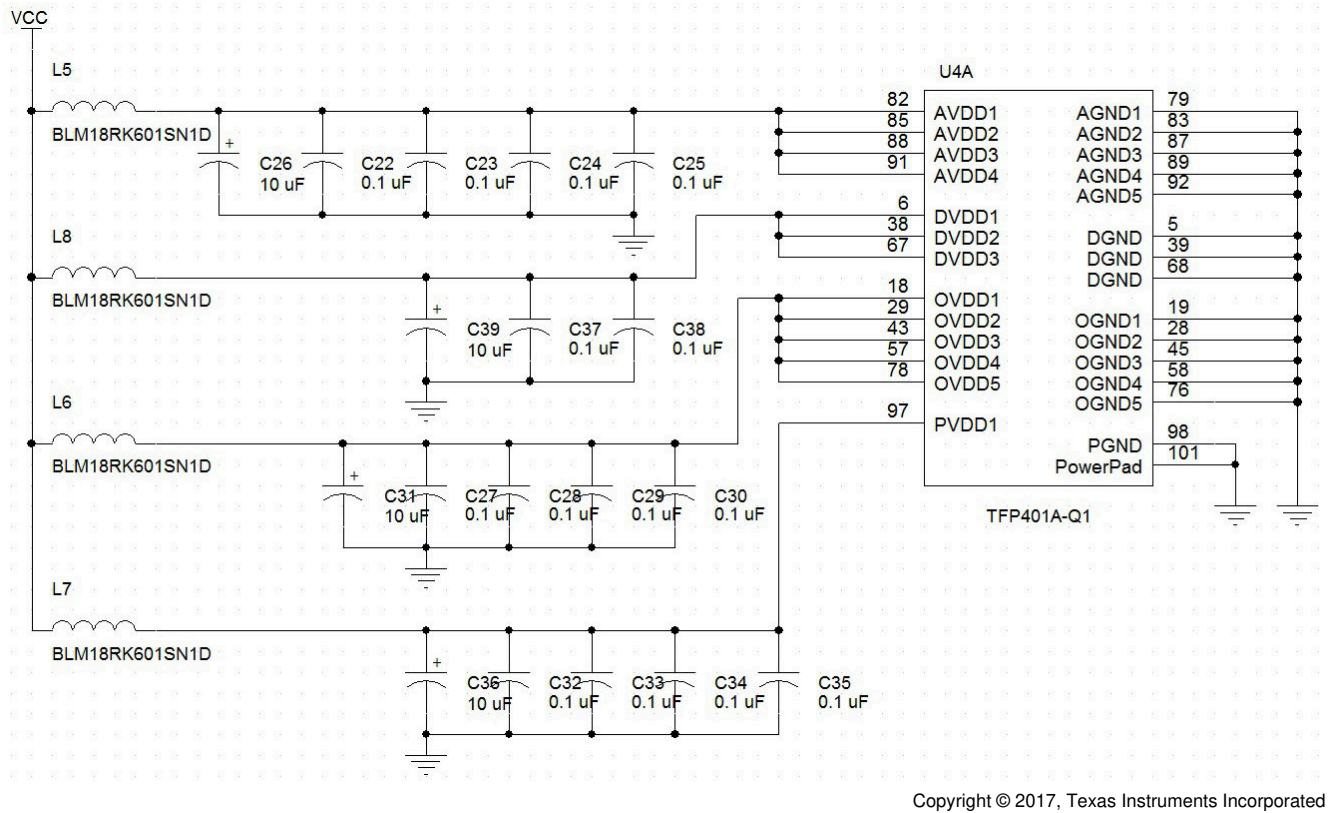 VCC
L5
BLM18RK601SN1D
+
C26
10 uF
C22
0.1 uF
C23
0.1 uF
C24
0.1 uF
C25
0.1 uF
L8
BLM18RK601SN1D
+
C39
10 uF
C37
0.1 uF
C38
0.1 uF
L6
BLM18RK601SN1D
+
C31
10 uF
C27
0.1 uF
C28
0.1 uF
C29
0.1 uF
C30
0.1 uF
L7
BLM18RK601SN1D
+
C36
10 uF
C32
0.1 uF
C33
0.1 uF
C34
0.1 uF
C35
0.1 uF
U4A
82 AVDD1
85 AVDD2
88 AVDD3
91 AVDD4
6 DVDD1
38 DVDD2
67 DVDD3
18 OVDD1
29 OVDD2
43 OVDD3
57 OVDD4
78 OVDD5
97 PVDD1
AGND1 79
AGND2 83
AGND3 87
AGND4 89
AGND5 92
DGND 5
DGND 39
DGND 68
OGND1 19
OGND2 28
OGND3 45
OGND4 58
OGND5 76
PGND 98
PowerPad 101
TFP401A-Q1
Copyright © 2017, Texas Instruments Incorporated